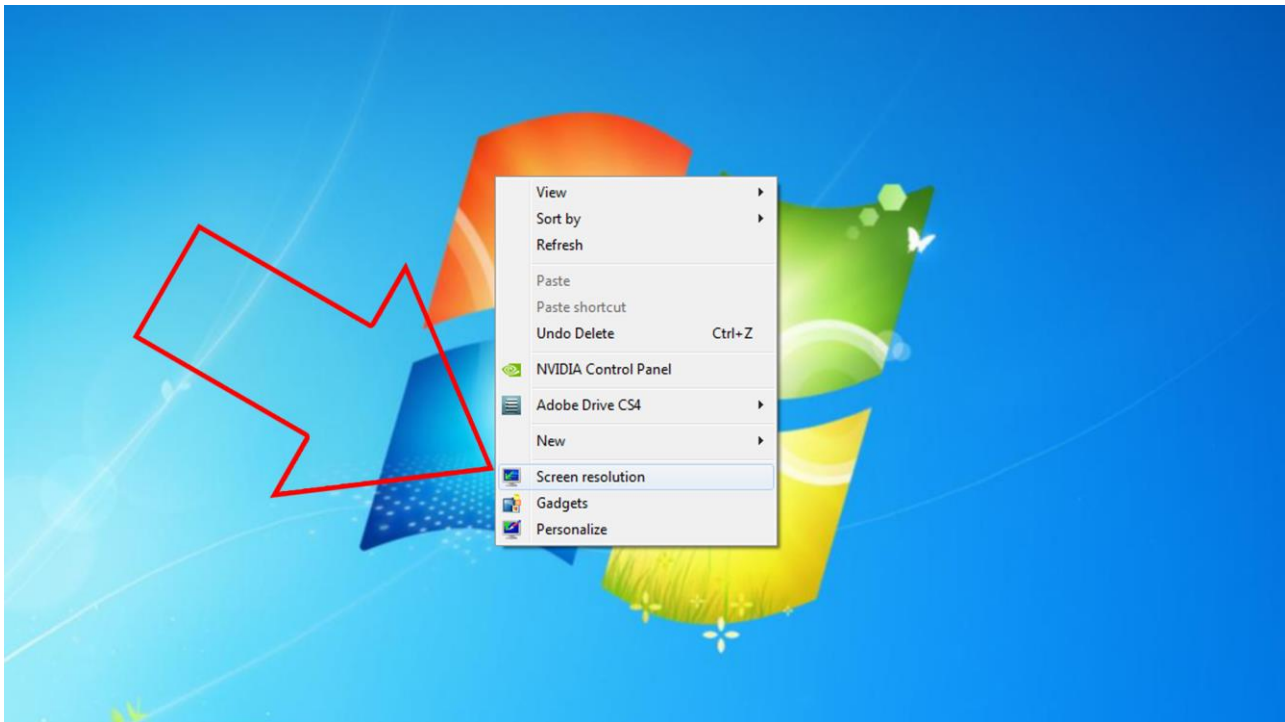 View
Sort by
Refresh
Paste
Paste shortcut
Undo Delete Ctrl+Z
NVIDIA Control Panel
Adobe Drive CS4
New
Screen resolution
Gadgets
Personalize